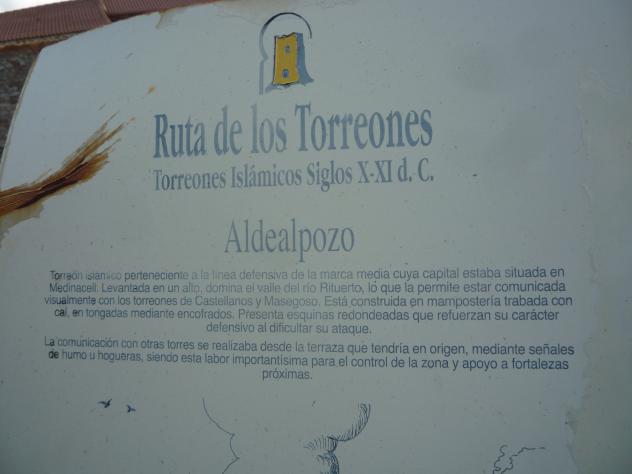 Ruta de los Torreones
Torreones Islámicos Siglos X-XI d. C.
Aldealpozo
Torreón islámico perteneciente a la linea defensiva de la marca media cuya capital estaba situada en
Medinaceli. Levantada en un alto, domina el valle del río Rituerto, lo que la permite estar comunicada
visualmente con los torreones de Castellanos y Masegoso. Está construida en mampostería trabada con
cal, en tongadas mediante encofrados. Presenta esquinas redondeadas que refuerzan su carácter
defensivo al dificultar su ataque.
La comunicación con otras torres se realizaba desde la terraza que tendría en origen, mediante señales
de humo u hogueras, siendo esta labor importantísima para el control de la zona y apoyo a fortalezas
próximas.